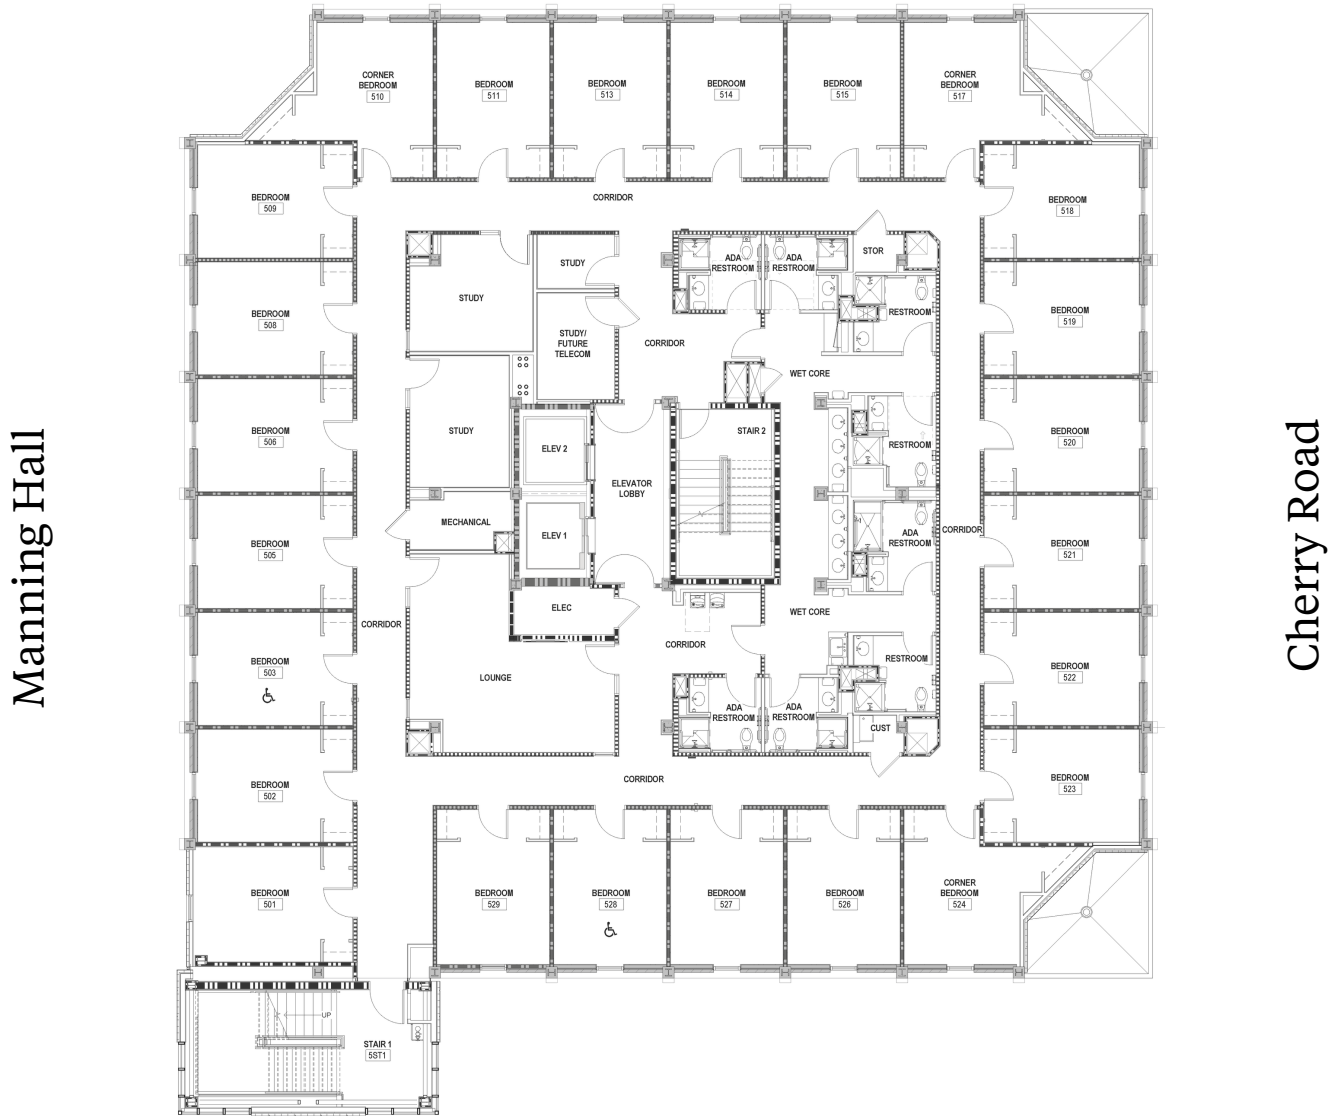 CORNER
BEDROOM
510
BEDROOM
511
BEDROOM
513
BEDROOM
514
BEDROOM
515
CORNER
BEDROOM
517
BEDROOM
509
CORRIDOR
BEDROOM
518
STUDY
STUDY
ADA
RESTROOM
ADA
RESTROOM
STOR
BEDROOM
508
STUDY/
FUTURE
TELECOM
CORRIDOR
RESTROOM
BEDROOM
519
WET CORE
BEDROOM
506
STUDY
ELEV 2
STAIR 2
RESTROOM
BEDROOM
520
ELEVATOR
LOBBY
Manning Hall
Cherry Road
BEDROOM
505
MECHANICAL
ELEV 1
ADA
RESTROOM
CORRIDOR
BEDROOM
521
CORRIDOR
ELEC
WET CORE
BEDROOM
503
LOUNGE
CORRIDOR
RESTROOM
BEDROOM
522
ADA
RESTROOM
ADA
RESTROOM
CUST
BEDROOM
502
CORRIDOR
BEDROOM
523
BEDROOM
501
BEDROOM
529
BEDROOM
528
BEDROOM
527
BEDROOM
526
CORNER
BEDROOM
524
UP
STAIR 1
5ST1